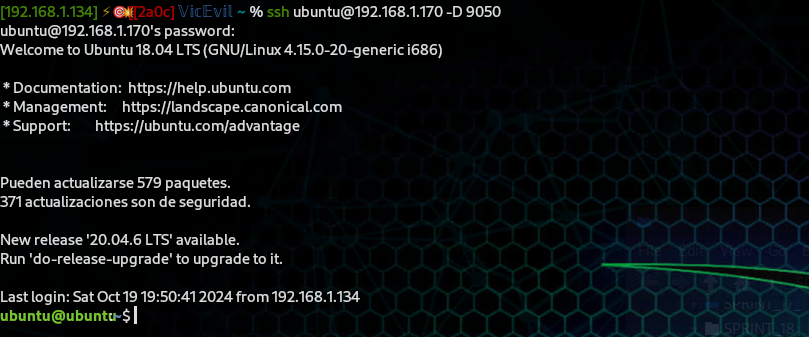 [192.168.1.134] ⚡🎯[[2a0c] 𝕍𝕚𝕔𝔼𝕧𝕚𝕝 ~ % ssh ubuntu@192.168.1.170 -D 9050
ubuntu@192.168.1.170's password:
Welcome to Ubuntu 18.04 LTS (GNU/Linux 4.15.0-20-generic i686)
* Documentation: https://help.ubuntu.com
* Management: https://landscape.canonical.com
* Support: https://ubuntu.com/advantage
Pueden actualizarse 579 paquetes.
371 actualizaciones son de seguridad.
New release '20.04.6 LTS' available.
Run 'do-release-upgrade' to upgrade to it.
Last login: Sat Oct 19 19:50:41 2024 from 192.168.1.134
ubuntu@ubuntu:~$
SPRINT_18